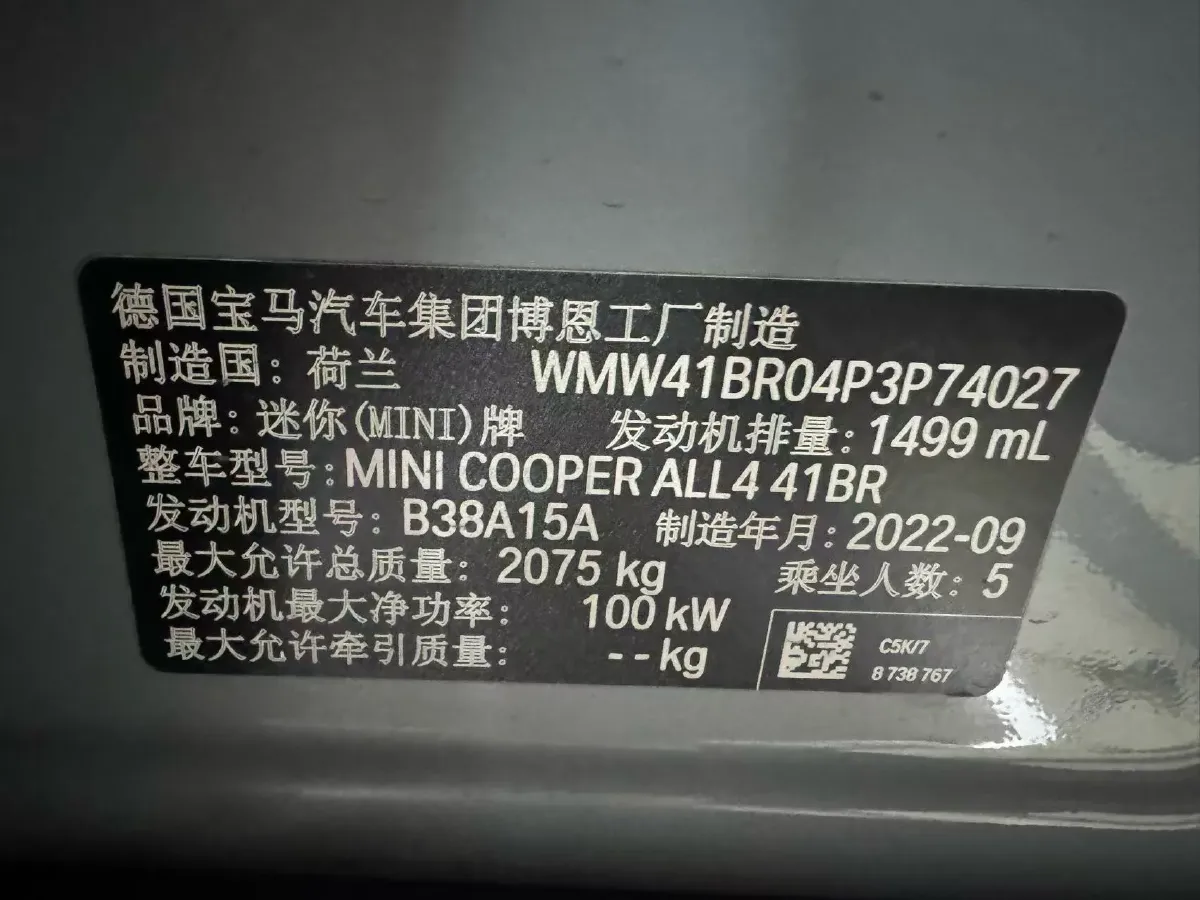 德国宝马汽车集团博恩工厂制造
制造国：荷兰 WMW41BR04P3P74027
品牌：迷你(MINI)牌 发动机排量：1499 mL
整车型号：MINI COOPER ALL4 41BR
发动机型号：B38A15A 制造年月：2022-09
最大允许总质量：2075 kg 乘坐人数：5
发动机最大净功率：100 kW
最大允许牵引质量：--kg
C5K/7
8 738 767